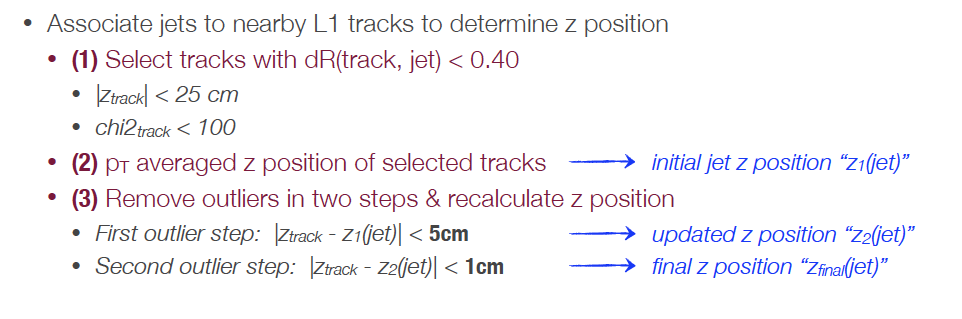 • Associate jets to nearby L1 tracks to determine z position
• (1) Select tracks with dR(track, jet) < 0.40
• |ztrack| < 25 cm
• chi2track < 100
• (2) pT averaged z position of selected tracks ⟶ initial jet z position “z1(jet)”
• (3) Remove outliers in two steps & recalculate z position
• First outlier step: |ztrack - z1(jet)| < 5cm ⟶ updated z position “z2(jet)”
• Second outlier step: |ztrack - z2(jet)| < 1cm ⟶ final z position “zfinal(jet)”